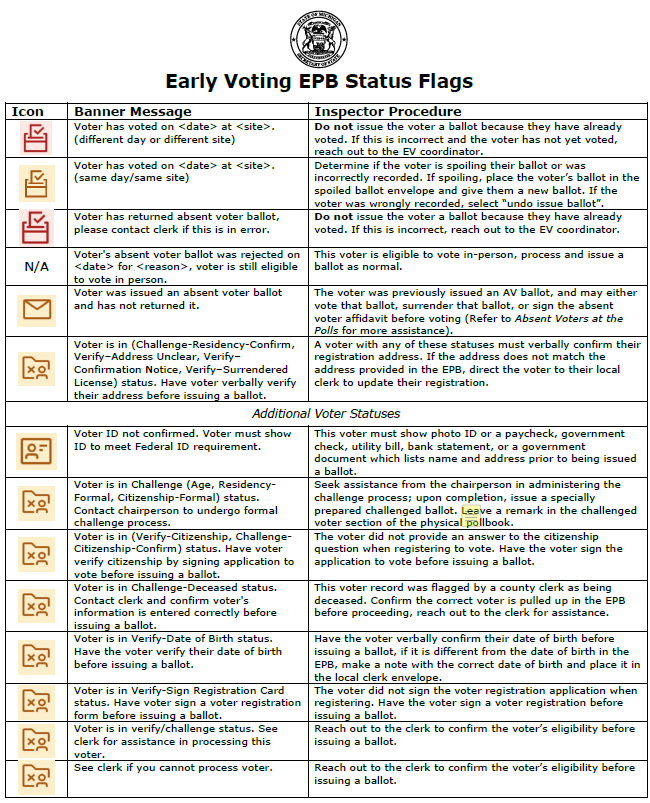 STATE OF MICHIGAN
SECRETARY OF STATE
Early Voting EPB Status Flags
Icon Banner Message Inspector Procedure
Voter has voted on <date> at <site>.
(different day or different site)
Do not issue the voter a ballot because they have already
voted. If this is incorrect and the voter has not yet voted,
reach out to the EV coordinator.
Voter has voted on <date> at <site>.
(same day/same site)
Determine if the voter is spoiling their ballot or was
incorrectly recorded. If spoiling, place the voter's ballot in the
spoiled ballot envelope and give them a new ballot. If the
voter was wrongly recorded, select “undo issue ballot”.
Voter has returned absent voter ballot,
please contact clerk if this is in error.
Do not issue the voter a ballot because they have already
voted. If this is incorrect, reach out to the EV coordinator.
N/A
Voter's absent voter ballot was rejected on
<date> for <reason>, voter is still eligible
to vote in person.
This voter is eligible to vote in-person, process and issue a
ballot as normal.
Voter was issued an absent voter ballot
and has not returned it.
The voter was previously issued an AV ballot, and may either
vote that ballot, surrender that ballot, or sign the absent
voter affidavit before voting (Refer to Absent Voters at the
Polls for more assistance).
Voter is in (Challenge-Residency-Confirm,
Verify–Address Unclear, Verify–
Confirmation Notice, Verify–Surrendered
License) status. Have voter verbally verify
their address before issuing a ballot.
A voter with any of these statuses must verbally confirm their
registration address. If the address does not match the
address provided in the EPB, direct the voter to their local
clerk to update their registration.
Additional Voter Statuses
Voter ID not confirmed. Voter must show
ID to meet Federal ID requirement.
This voter must show photo ID or a paycheck, government
check, utility bill, bank statement, or a government
document which lists name and address prior to being issued
a ballot.
Voter is in Challenge (Age, Residency-
Formal, Citizenship-Formal) status.
Contact chairperson to undergo formal
challenge process.
Seek assistance from the chairperson in administering the
challenge process; upon completion, issue a specially
prepared challenged ballot. Leave a remark in the challenged
voter section of the physical pollbook.
Voter is in (Verify-Citizenship, Challenge-
Citizenship-Confirm) status. Have voter
verify citizenship by signing application to
vote before issuing a ballot.
The voter did not provide an answer to the citizenship
question when registering to vote. Have the voter sign the
application to vote before issuing a ballot.
Voter is in Challenge-Deceased status.
Contact clerk and confirm voter's
information is entered correctly before
issuing a ballot.
This voter record was flagged by a county clerk as being
deceased. Confirm the correct voter is pulled up in the EPB
before proceeding, reach out to the clerk for assistance.
Voter is in Verify-Date of Birth status.
Have the voter verify their date of birth
before issuing a ballot.
Have the voter verbally confirm their date of birth before
issuing a ballot, if it is different from the date of birth in the
EPB, make a note with the correct date of birth and place it in
the local clerk envelope.
Voter is in Verify-Sign Registration Card
status. Have voter sign a voter registration
form before issuing a ballot.
The voter did not sign the voter registration application when
registering. Have the voter sign a voter registration before
issuing a ballot.
Voter is in verify/challenge status. See
clerk for assistance in processing this
voter.
Reach out to the clerk to confirm the voter's eligibility before
issuing a ballot.
See clerk if you cannot process voter.
Reach out to the clerk to confirm the voter's eligibility before
issuing a ballot.